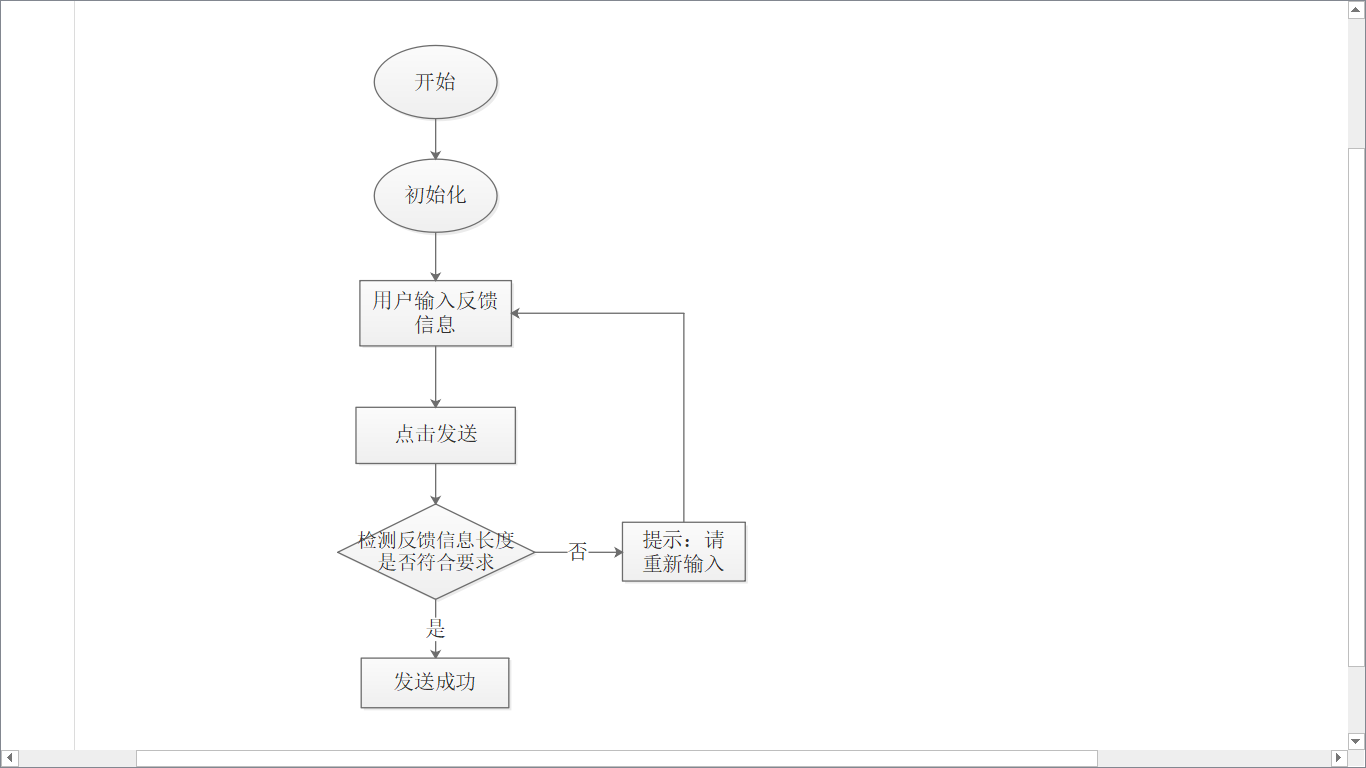 开始
初始化
用户输入反馈
信息
点击发送
检测反馈信息长度
是否符合要求
否
提示：请
重新输入
是
发送成功